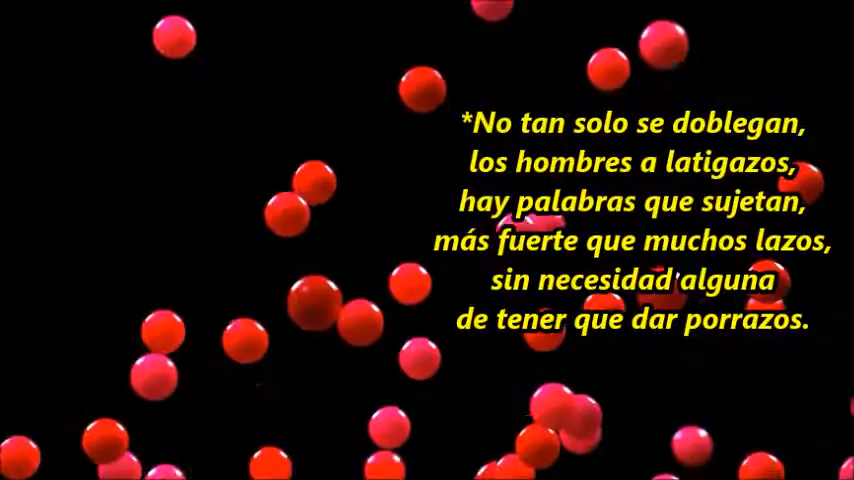 *No tan solo se doblegan,
los hombres a latigazos,
hay palabras que sujetan,
más fuerte que muchos lazos,
sin necesidad alguna
de tener que dar porrazos.